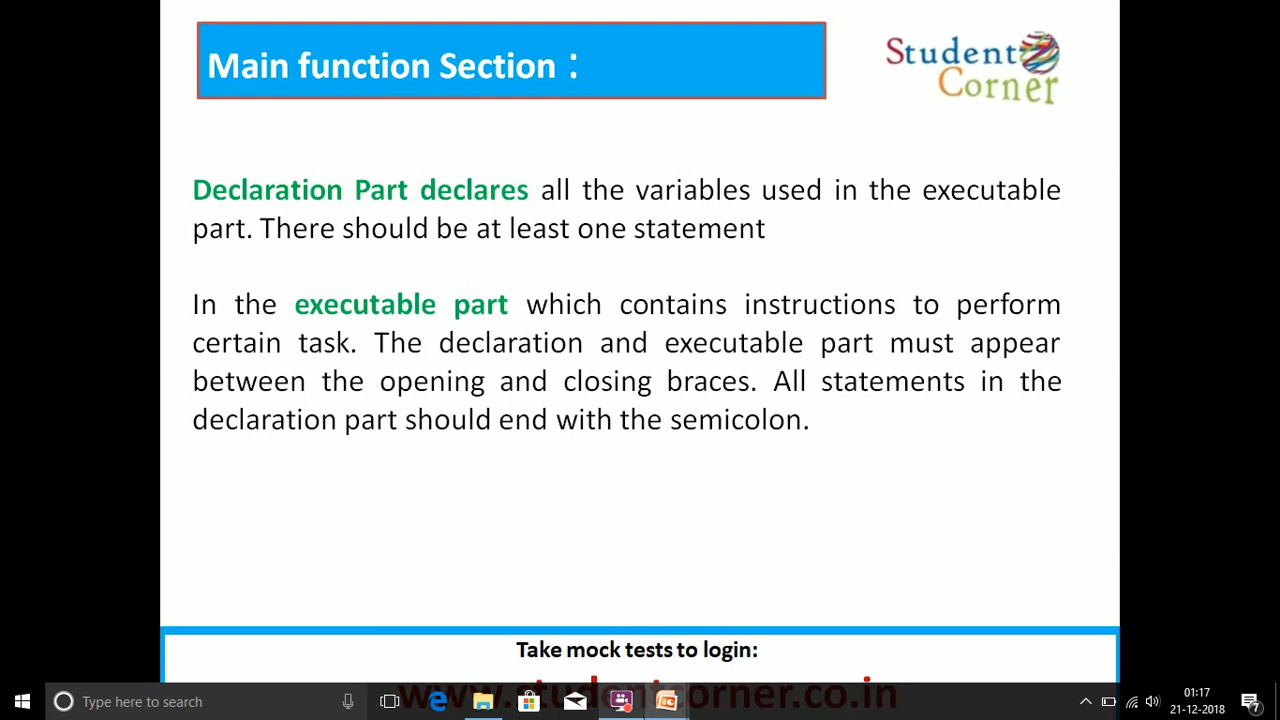 Main function Section :
Student
Corner
Declaration Part declares all the variables used in the executable
part. There should be at least one statement
In the executable part which contains instructions to perform
certain task. The declaration and executable part must appear
between the opening and closing braces. All statements in the
declaration part should end with the semicolon.
Take mock tests to login:
www.studentcorner.co.in
Type here to search
01:17
21-12-2018
7